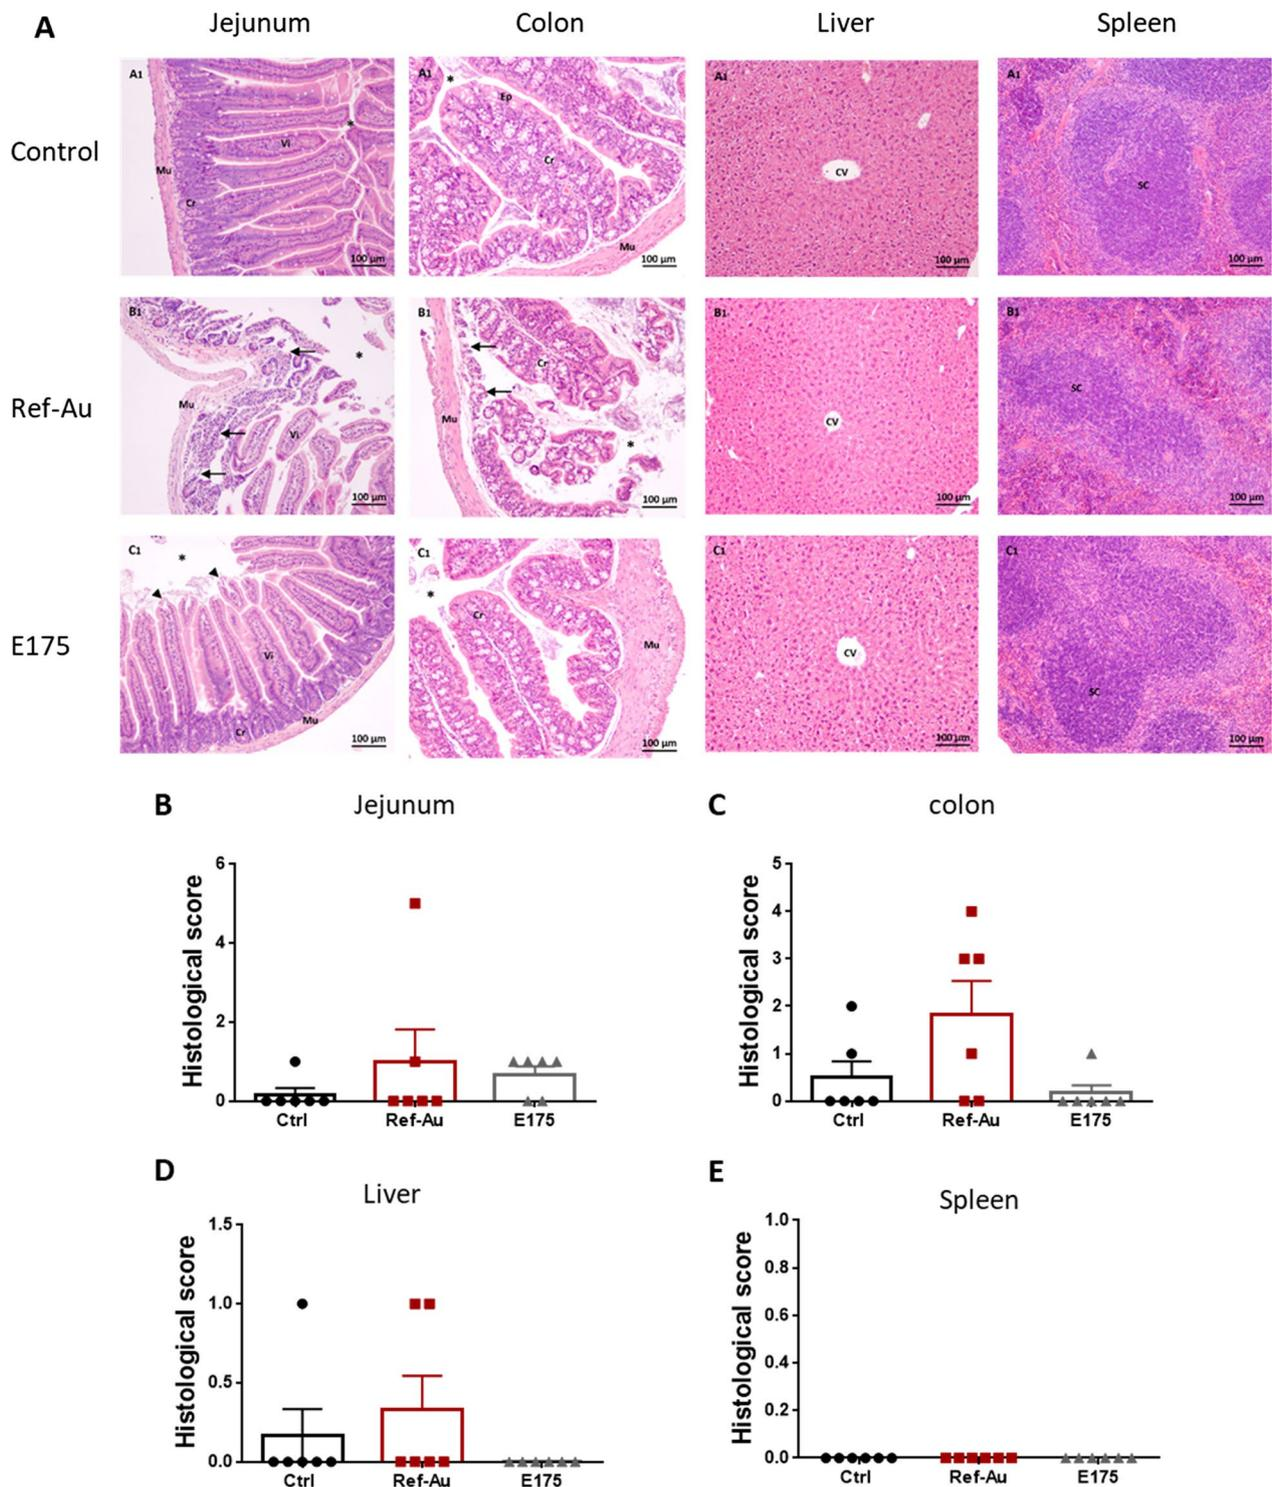 A
Jejunum Colon Liver Spleen
Control
A1 Mu Cr Vi * 100 µm
A1 * Ep Cr Mu 100 µm
A1 CV 100 µm
A1 SC 100 µm
Ref-Au
B1 Mu Vi * 100 µm
B1 Mu Cr * 100 µm
B1 CV 100 µm
B1 SC 100 µm
E175
C1 * Vi Cr Mu 100 µm
C1 * Cr Mu 100 µm
C1 CV 100 µm
C1 SC 100 µm
B Jejunum
Histological score
6
4
2
0
Ctrl Ref-Au E175
C colon
Histological score
5
4
3
2
1
0
Ctrl Ref-Au E175
D Liver
Histological score
1.5
1.0
0.5
0.0
Ctrl Ref-Au E175
E Spleen
Histological score
1.0
0.8
0.6
0.4
0.2
0.0
Ctrl Ref-Au E175